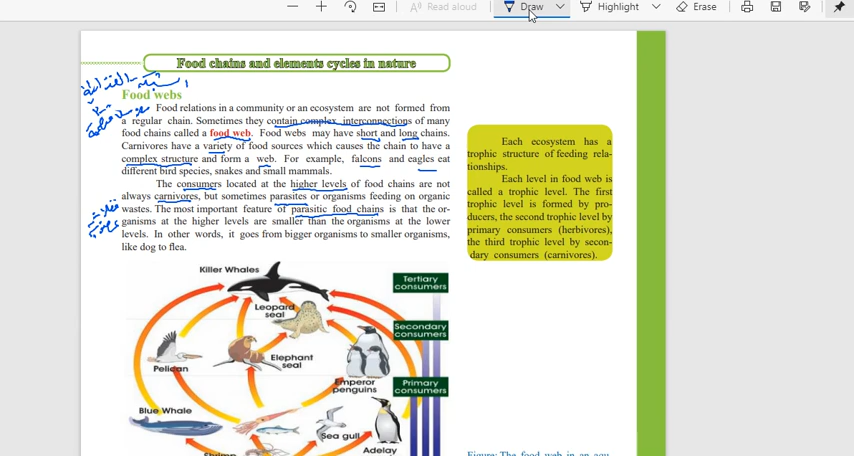 Read aloud
Draw
Highlight
Erase
Food chains and elements cycles in nature
Food webs
Food relations in a community or an ecosystem are not formed from
a regular chain. Sometimes they contain complex interconnections of many
food chains called a food web. Food webs may have short and long chains.
Carnivores have a variety of food sources which causes the chain to have a
complex structure and form a web. For example, falcons and eagles eat
different bird species, snakes and small mammals.
The consumers located at the higher levels of food chains are not
always carnivores, but sometimes parasites or organisms feeding on organic
wastes. The most important feature of parasitic food chains is that the or-
ganisms at the higher levels are smaller than the organisms at the lower
levels. In other words, it goes from bigger organisms to smaller organisms,
like dog to flea.
Each ecosystem has a
trophic structure of feeding rela-
tionships.
Each level in food web is
called a trophic level. The first
trophic level is formed by pro-
ducers, the second trophic level by
primary consumers (herbivores),
the third trophic level by secon-
dary consumers (carnivores).
Killer Whales
Tertiary
consumers
Leopard
seal
Secondary
consumers
Pelican
Elephant
seal
Emperor
penguins
Primary
consumers
Blue Whale
Sea gull
Adelay
Shrimp
Figure: The food web in an aqu-